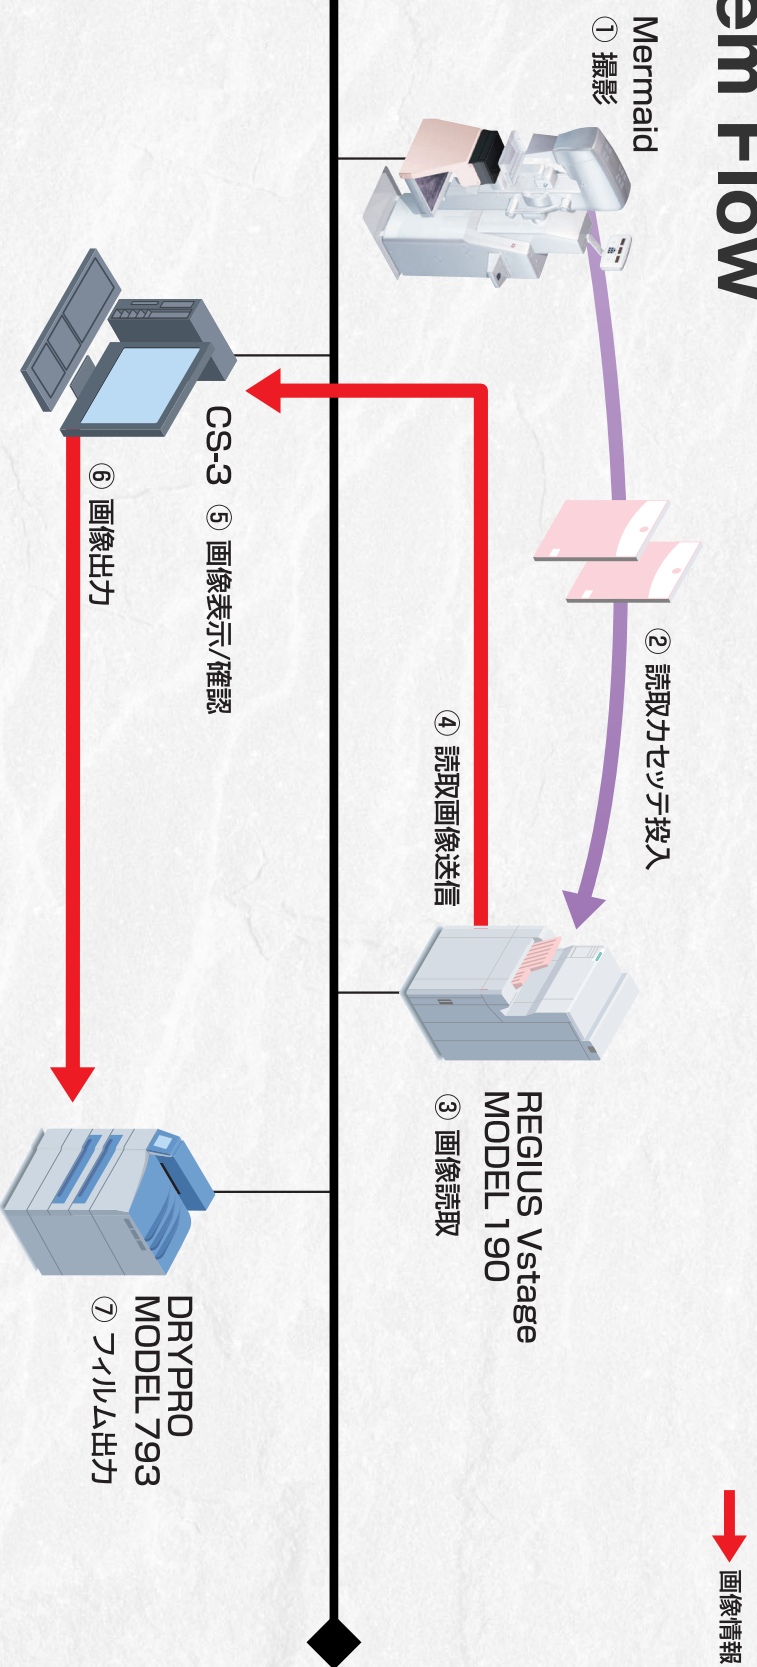 em Flow
画像情報
Mermaid
① 撮影
② 読取カセッテ投入
REGIUS Vstage
MODEL 190
③ 画像読取
④ 読取画像送信
CS-3 ⑤ 画像表示/確認
⑥ 画像出力
DRYPRO
MODEL 793
⑦ フィルム出力